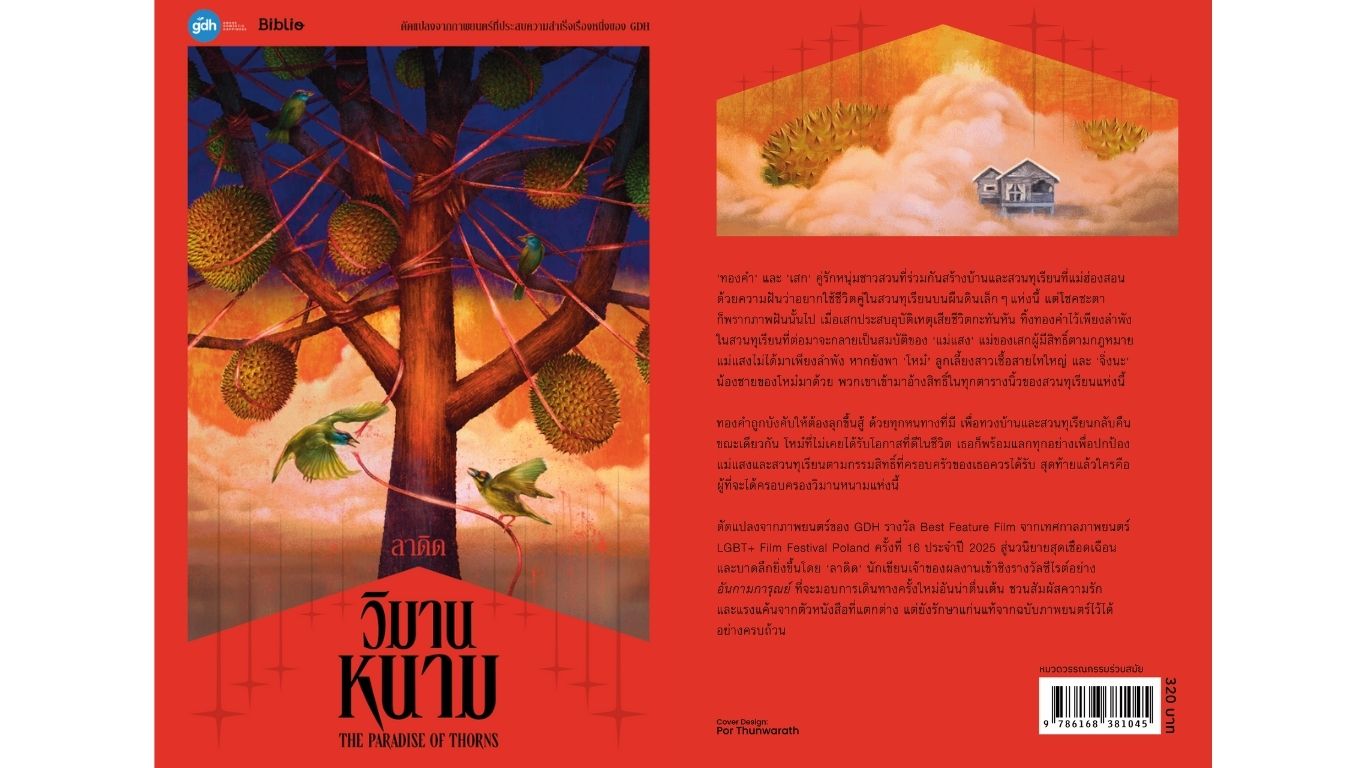 gdh
Biblio
ดัดแปลงจากภาพยนตร์ที่ประสบความสำเร็จเรื่องหนึ่งของ GDH
ลาดิด
วิมาน
หนาม
THE PARADISE OF THORNS
'ทองคำ' และ 'เสก' คู่รักหนุ่มชาวสวนที่ร่วมกันสร้างบ้านและสวนทุเรียนที่แม่ฮ่องสอน
ด้วยความฝันว่าอยากใช้ชีวิตคู่ในสวนทุเรียนบนผืนดินเล็ก ๆ แห่งนี้ แต่โชคชะตา
ก็พรากภาพฝันนั้นไป เมื่อเสกประสบอุบัติเหตุเสียชีวิตกะทันหัน ทิ้งทองคำไว้เพียงลำพัง
ในสวนทุเรียนที่ต่อมาจะกลายเป็นสมบัติของ 'แม่แสง' แม่ของเสกผู้มีสิทธิ์ตามกฎหมาย
แม่แสงไม่ได้มาเพียงลำพัง หากยังพา 'โหม๋' ลูกเลี้ยงสาวเชื้อสายไทใหญ่ และ 'จิ่งนะ'
น้องชายของโหม๋มาด้วย พวกเขาเข้ามาอ้างสิทธิ์ในทุกตารางนิ้วของสวนทุเรียนแห่งนี้
ทองคำถูกบังคับให้ต้องลุกขึ้นสู้ ด้วยทุกหนทางที่มี เพื่อทวงบ้านและสวนทุเรียนกลับคืน
ขณะเดียวกัน โหม๋ที่ไม่เคยได้รับโอกาสที่ดีในชีวิต เธอก็พร้อมแลกทุกอย่างเพื่อปกป้อง
แม่แสงและสวนทุเรียนตามกรรมสิทธิ์ที่ครอบครัวของเธอควรได้รับ สุดท้ายแล้วใครคือ
ผู้ที่จะได้ครอบครองวิมานหนามแห่งนี้
ดัดแปลงจากภาพยนตร์ของ GDH รางวัล Best Feature Film จากเทศกาลภาพยนตร์
LGBT+ Film Festival Poland ครั้งที่ 16 ประจำปี 2025 สู่นวนิยายสุดเชือดเฉือน
และบาดลึกยิ่งขึ้นโดย 'ลาดิด' นักเขียนเจ้าของผลงานเข้าชิงรางวัลซีไรต์อย่าง
อันกามการุณย์ ที่จะมอบการเดินทางครั้งใหม่อันน่าตื่นเต้น ชวนสัมผัสความรัก
และแรงแค้นจากตัวหนังสือที่แตกต่าง แต่ยังรักษาแก่นแท้จากฉบับภาพยนตร์ไว้ได้
อย่างครบถ้วน
หมวดวรรณกรรมร่วมสมัย
9 786168 381045
320 บาท
Cover Design:
Por Thunwarath